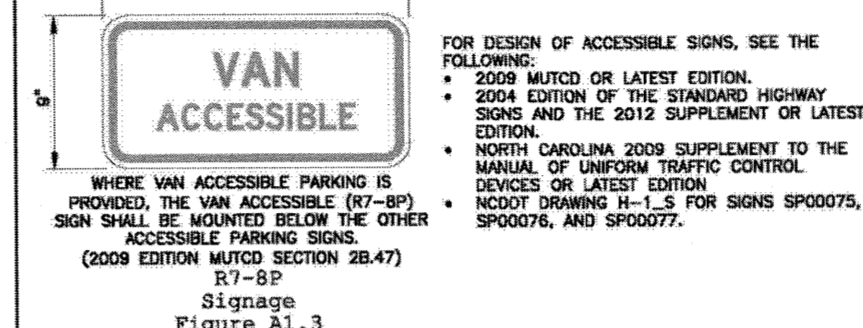 VAN
ACCESSIBLE
WHERE VAN ACCESSIBLE PARKING IS
PROVIDED, THE VAN ACCESSIBLE (R7-8P)
SIGN SHALL BE MOUNTED BELOW THE OTHER
ACCESSIBLE PARKING SIGNS.
(2009 EDITION MUTCD SECTION 2B.47)
R7-8P
Signage
Figure A1.3
FOR DESIGN OF ACCESSIBLE SIGNS, SEE THE
FOLLOWING:
• 2009 MUTCD OR LATEST EDITION.
• 2004 EDITION OF THE STANDARD HIGHWAY
SIGNS AND THE 2012 SUPPLEMENT OR LATEST
EDITION.
• NORTH CAROLINA 2009 SUPPLEMENT TO THE
MANUAL OF UNIFORM TRAFFIC CONTROL
DEVICES OR LATEST EDITION
• NCDOT DRAWING H-1_S FOR SIGNS SP00075,
SP00076, AND SP00077.